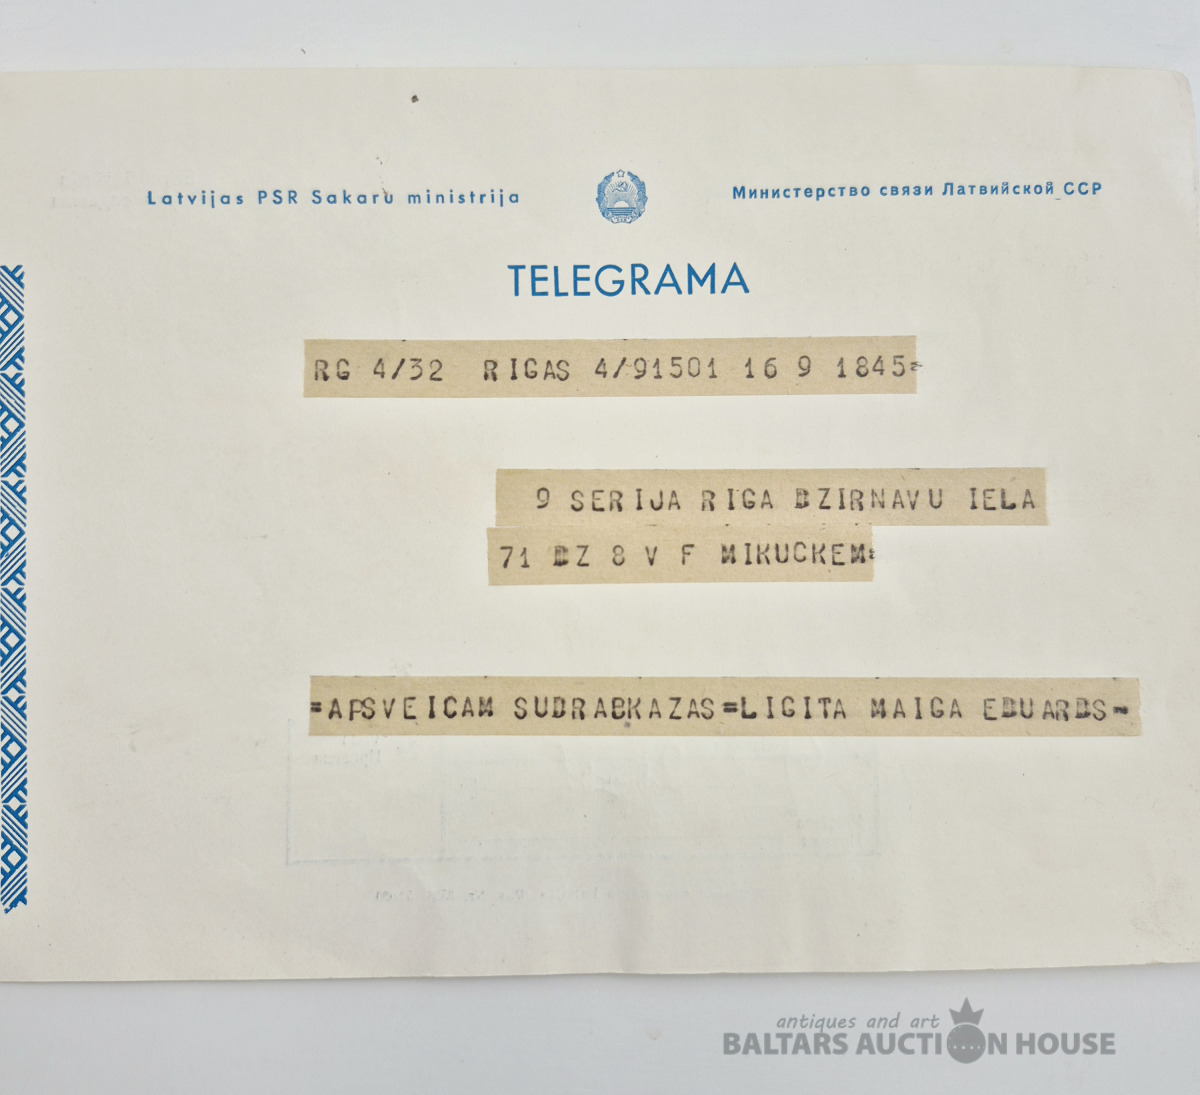 Latvijas PSR Sakaru ministrija
Министерство связи Латвийской ССР
TELEGRAMA
RG 4/32 RIGAS 4/91501 16 9 1845=
9 SERIJA RIGA DZIRNAVU IELA
71 DZ 8 V F MIKUCKEM=
=APSVEICAM SUDRABKAZAS=LIGITA MAIGA EDUARDS-
antiques and art
BALTARS AUCTION HOUSE